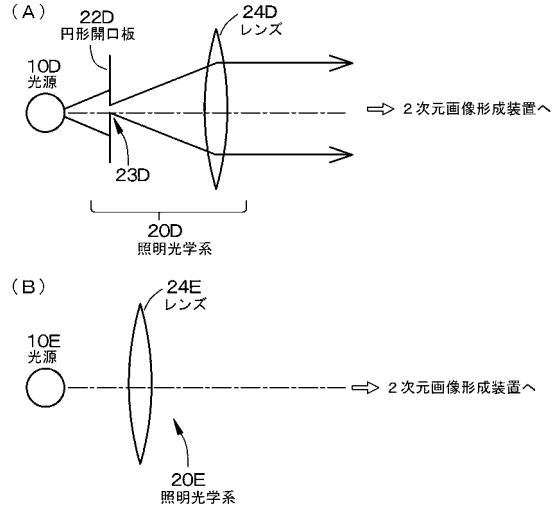 (A)
22D
円形開口板
24D
レンズ
10D
光源
⇨ 2次元画像形成装置へ
23D
20D
照明光学系
(B)
24E
レンズ
10E
光源
⇨ 2次元画像形成装置へ
20E
照明光学系